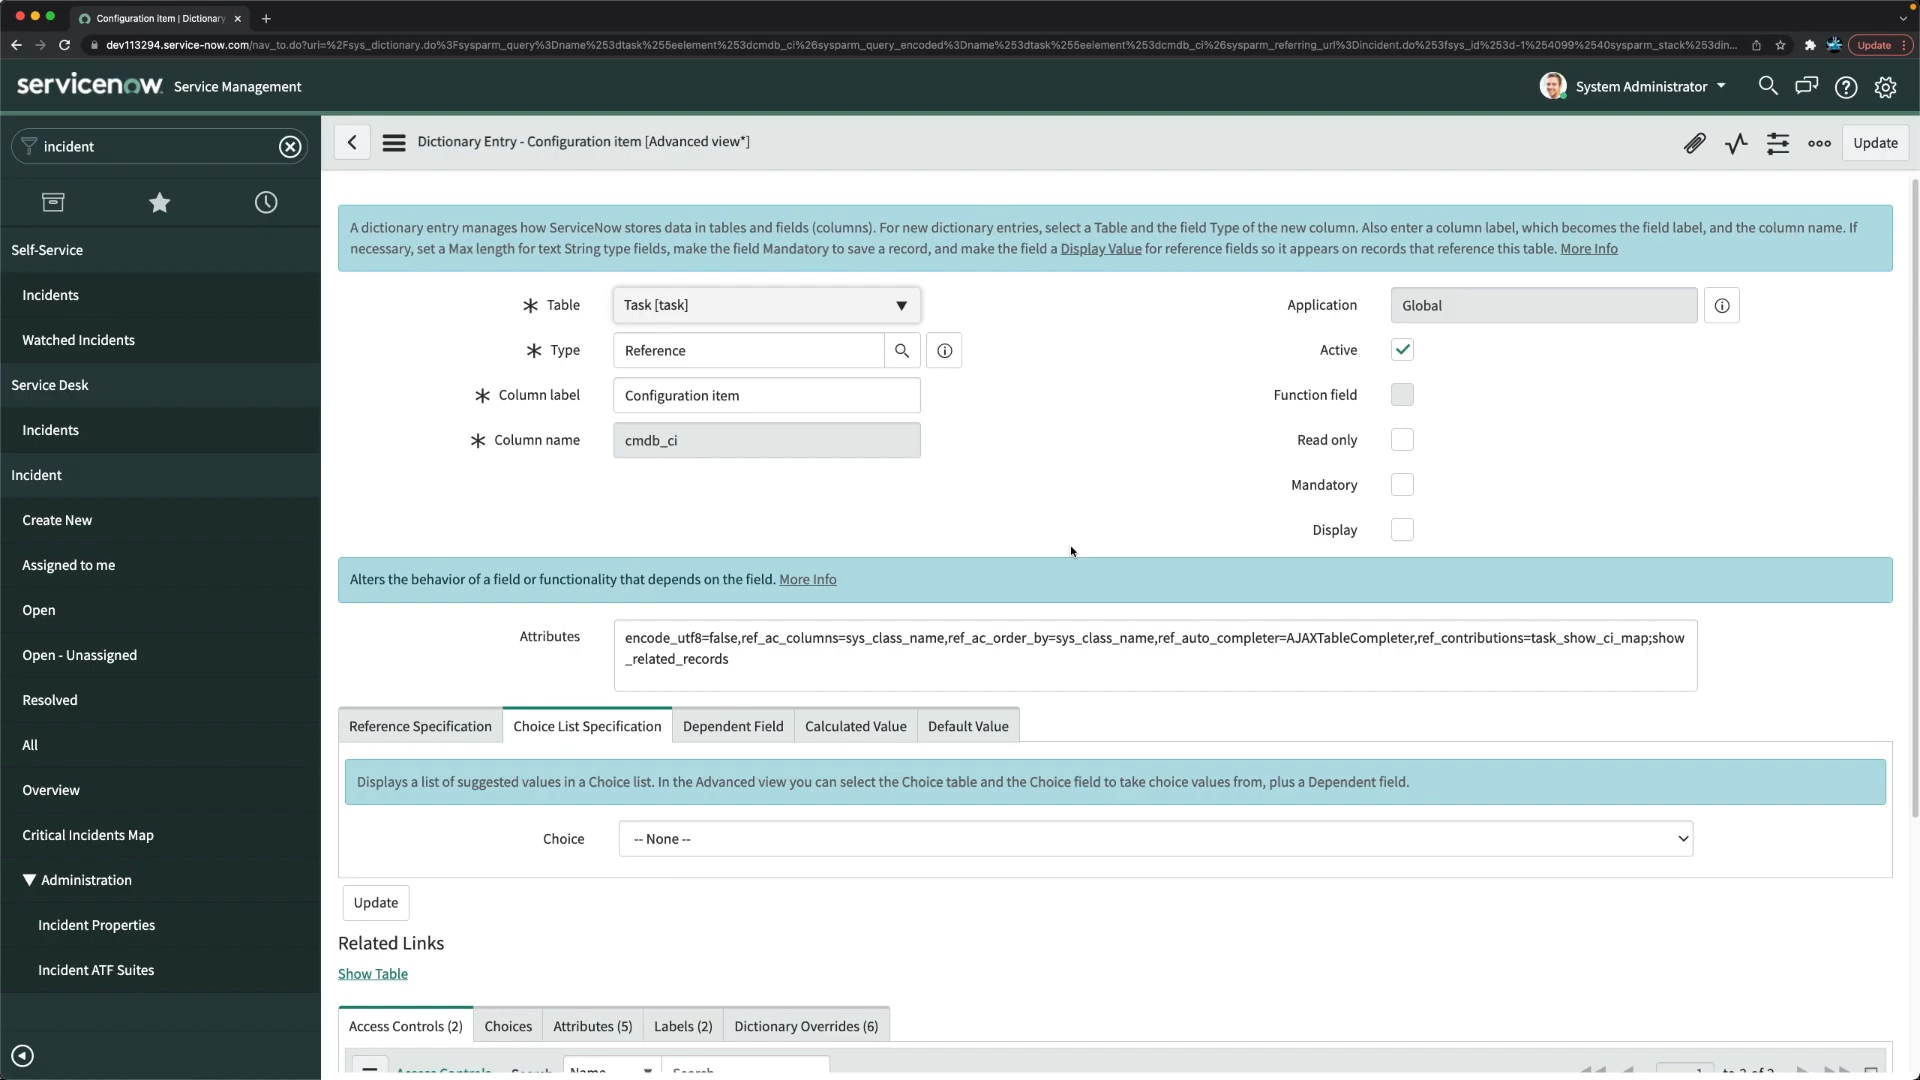 Configuration item | Dictionary
dev113294.service-now.com/nav_to.do?uri=%2Fsys_dictionary.do%3Fsysparm_query%3Dname%253dtask%255eelement%253dcmdb_ci%26sysparm_query_encoded%3Dname%253dtask%255eelement%253dcmdb_ci%26sysparm_referring_url%3Dincident.do%253fsys_id%253d-1%254099%2540sysparm_stack%253din...
Update
servicenow Service Management
System Administrator
incident
Dictionary Entry - Configuration item [Advanced view*]
Update
Self-Service
Incidents
Watched Incidents
Service Desk
Incidents
Incident
Create New
Assigned to me
Open
Open - Unassigned
Resolved
All
Overview
Critical Incidents Map
Administration
Incident Properties
Incident ATF Suites
A dictionary entry manages how ServiceNow stores data in tables and fields (columns). For new dictionary entries, select a Table and the field Type of the new column. Also enter a column label, which becomes the field label, and the column name. If
necessary, set a Max length for text String type fields, make the field Mandatory to save a record, and make the field a Display Value for reference fields so it appears on records that reference this table. More Info
Table Task [task]
Type Reference
Column label Configuration item
Column name cmdb_ci
Application Global
Active
Function field
Read only
Mandatory
Display
Alters the behavior of a field or functionality that depends on the field. More Info
Attributes
encode_utf8=false,ref_ac_columns=sys_class_name,ref_ac_order_by=sys_class_name,ref_auto_completer=AJAXTableCompleter,ref_contributions=task_show_ci_map;show
_related_records
Reference Specification Choice List Specification Dependent Field Calculated Value Default Value
Displays a list of suggested values in a Choice list. In the Advanced view you can select the Choice table and the Choice field to take choice values from, plus a Dependent field.
Choice -- None --
Update
Related Links
Show Table
Access Controls (2) Choices Attributes (5) Labels (2) Dictionary Overrides (6)
Access Controls Search Name Search 1 to 2 of 2